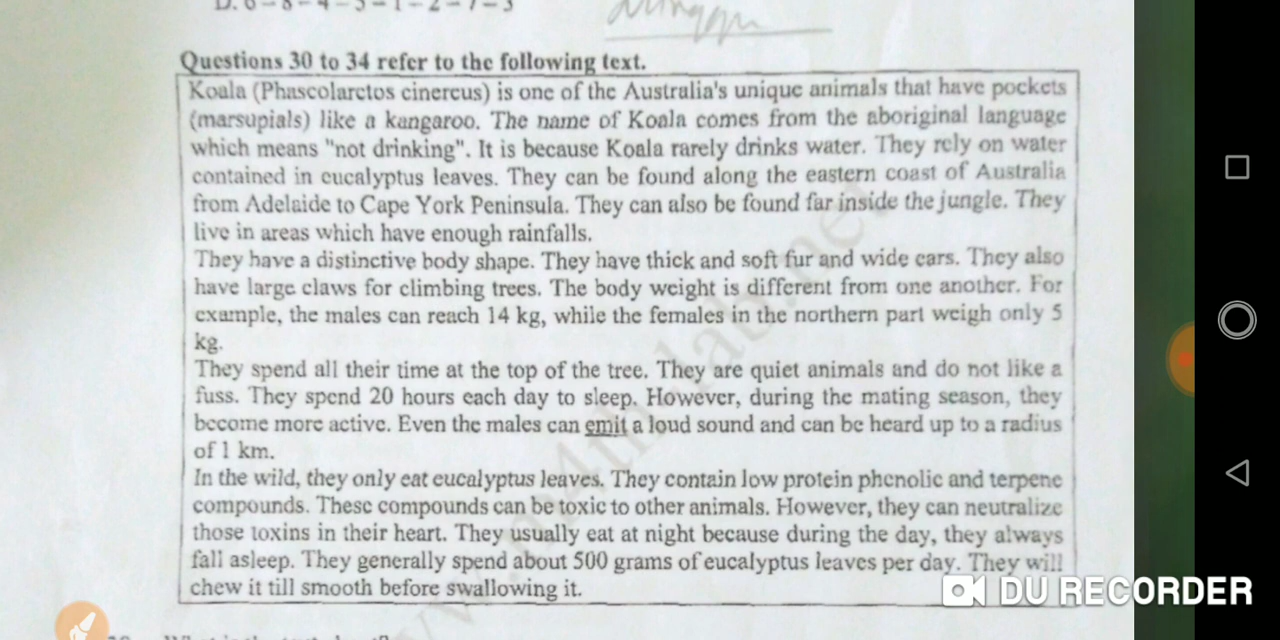 D. 6 – 8 – 4 – 5 – 1 – 2 – 7 – 3
Questions 30 to 34 refer to the following text.
Koala (Phascolarctos cinereus) is one of the Australia's unique animals that have pockets
(marsupials) like a kangaroo. The name of Koala comes from the aboriginal language
which means "not drinking". It is because Koala rarely drinks water. They rely on water
contained in eucalyptus leaves. They can be found along the eastern coast of Australia
from Adelaide to Cape York Peninsula. They can also be found far inside the jungle. They
live in areas which have enough rainfalls.
They have a distinctive body shape. They have thick and soft fur and wide ears. They also
have large claws for climbing trees. The body weight is different from one another. For
example, the males can reach 14 kg, while the females in the northern part weigh only 5
kg.
They spend all their time at the top of the tree. They are quiet animals and do not like a
fuss. They spend 20 hours each day to sleep. However, during the mating season, they
become more active. Even the males can emit a loud sound and can be heard up to a radius
of 1 km.
In the wild, they only eat eucalyptus leaves. They contain low protein phenolic and terpene
compounds. These compounds can be toxic to other animals. However, they can neutralize
those toxins in their heart. They usually eat at night because during the day, they always
fall asleep. They generally spend about 500 grams of eucalyptus leaves per day. They will
chew it till smooth before swallowing it.
DU RECORDER